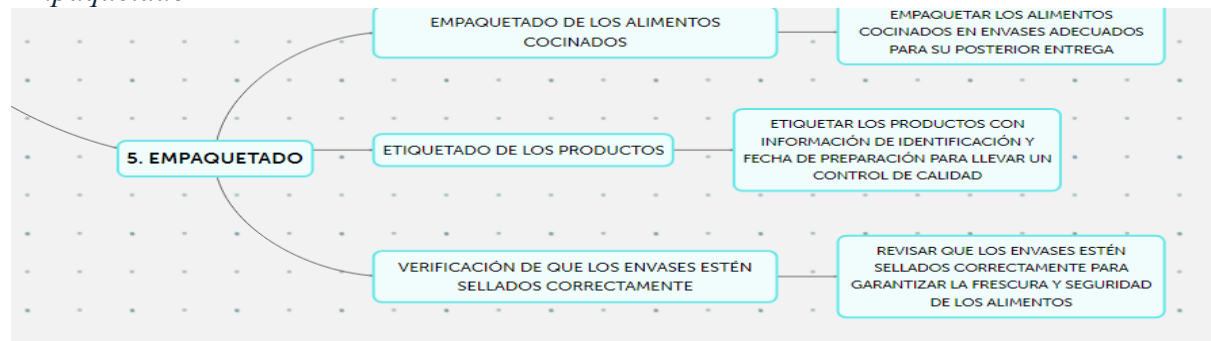 EMPAQUETADO DE LOS ALIMENTOS
COCINADOS
EMPAQUETAR LOS ALIMENTOS
COCINADOS EN ENVASES ADECUADOS
PARA SU POSTERIOR ENTREGA
5. EMPAQUETADO
ETIQUETADO DE LOS PRODUCTOS
ETIQUETAR LOS PRODUCTOS CON
INFORMACIÓN DE IDENTIFICACIÓN Y
FECHA DE PREPARACIÓN PARA LLEVAR UN
CONTROL DE CALIDAD
VERIFICACIÓN DE QUE LOS ENVASES ESTÉN
SELLADOS CORRECTAMENTE
REVISAR QUE LOS ENVASES ESTÉN
SELLADOS CORRECTAMENTE PARA
GARANTIZAR LA FRESCURA Y SEGURIDAD
DE LOS ALIMENTOS